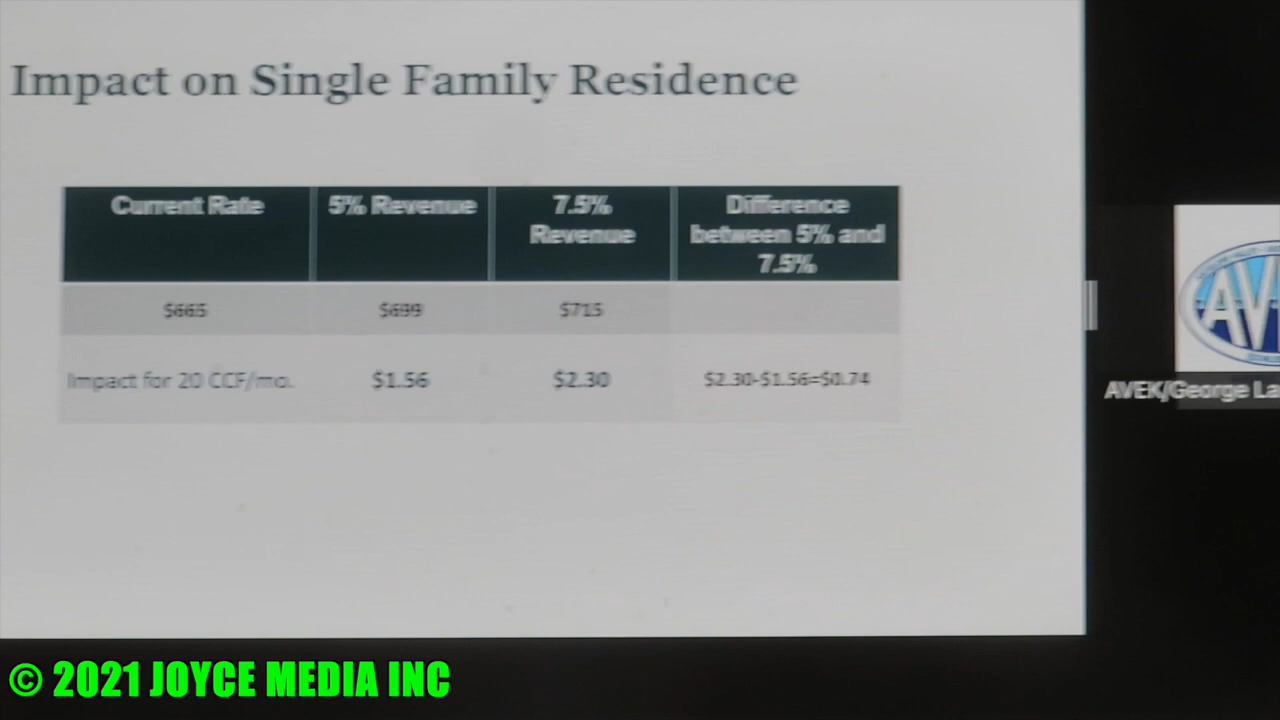 Impact on Single Family Residence
Current Rate 5% Revenue 7.5% Revenue Difference between 5% and 7.5%
$665 $699 $715
Impact for 20 CCF/mo. $1.56 $2.30 $2.30-$1.56=$0.74
AV
AVEK/George La
© 2021 JOYCE MEDIA INC